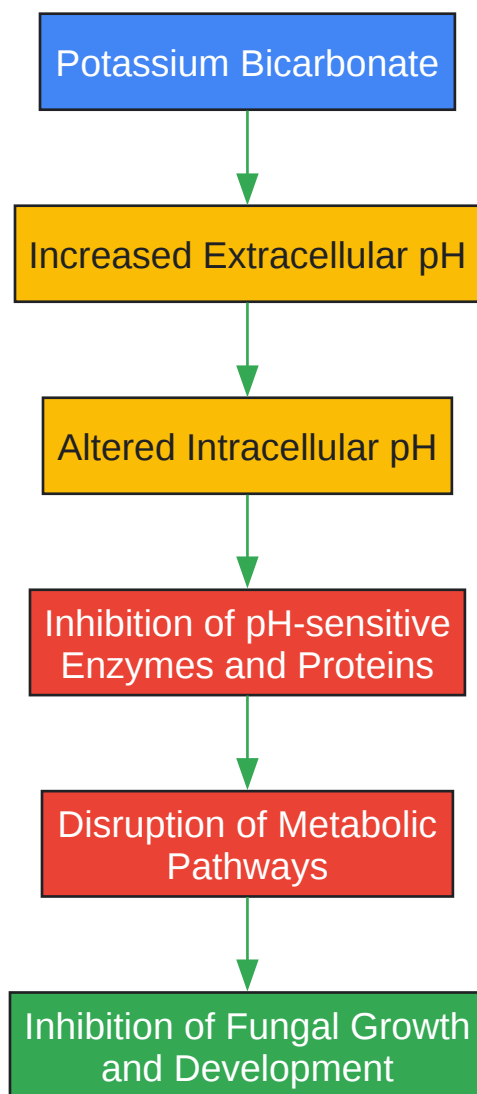 Potassium Bicarbonate
Increased Extracellular pH
Altered Intracellular pH
Inhibition of pH-sensitive
Enzymes and Proteins
Disruption of Metabolic
Pathways
Inhibition of Fungal Growth
and Development